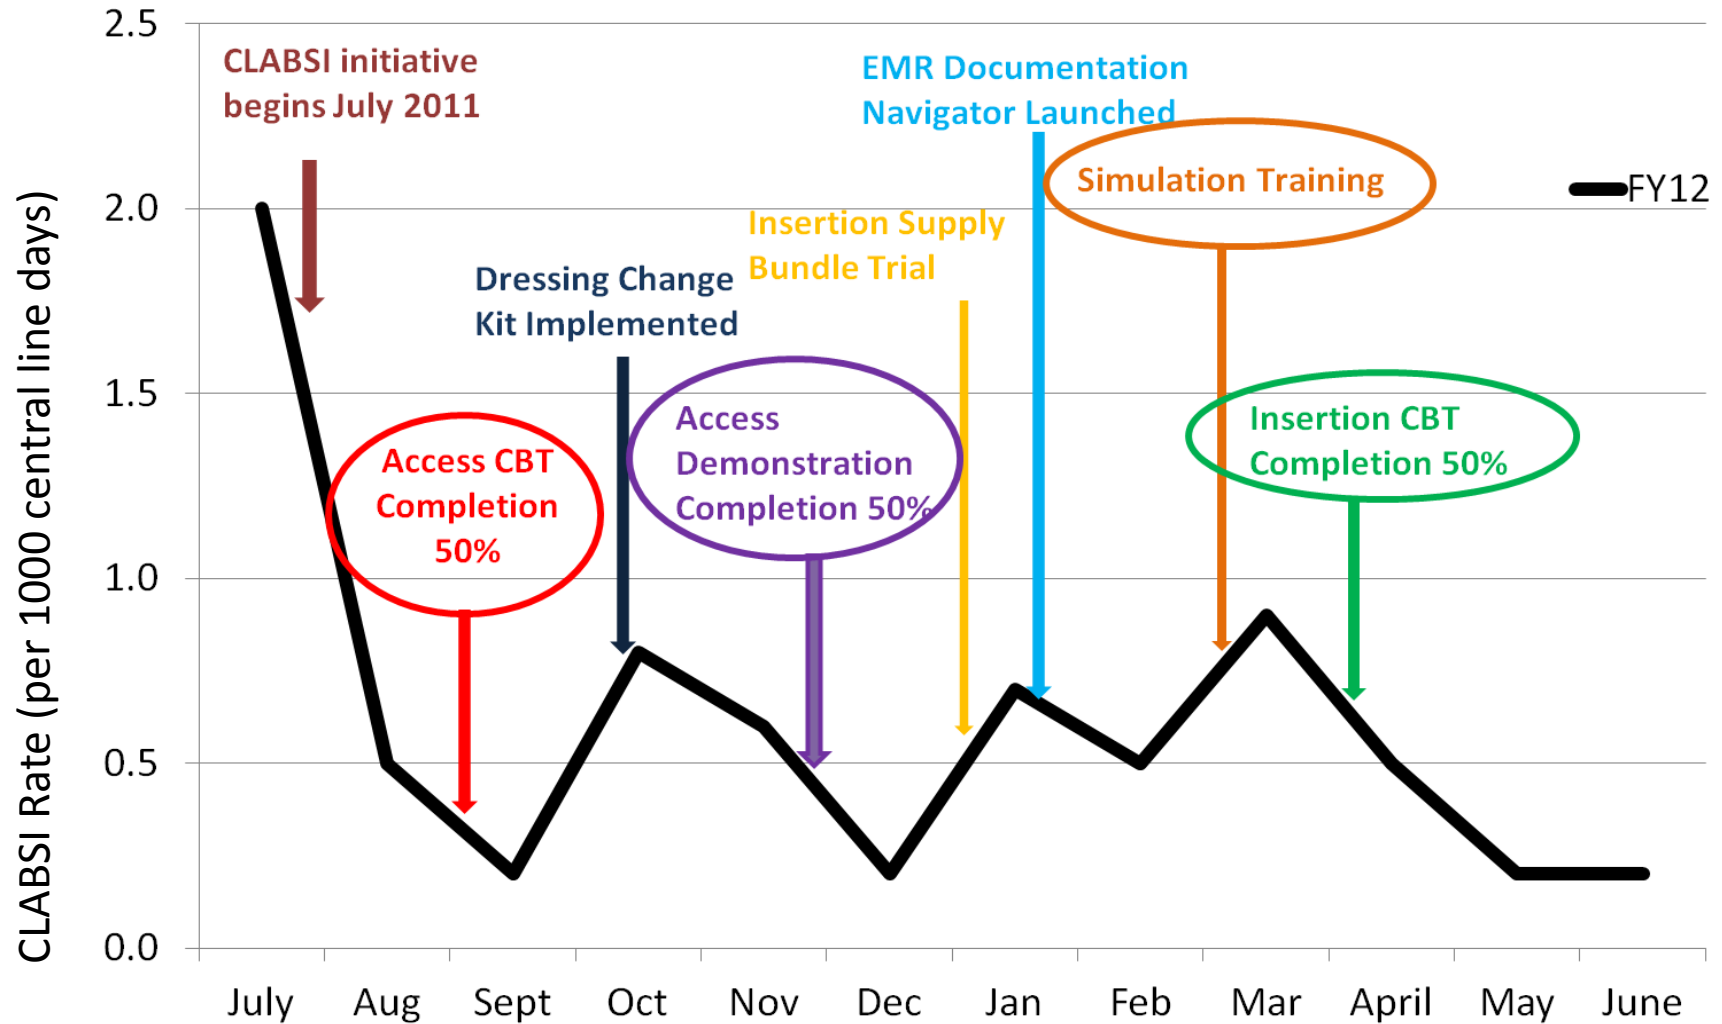 CLABSI Rate (per 1000 central line days)
2.5
2.0
1.5
1.0
0.5
0.0
CLABSI initiative
begins July 2011
Access CBT
Completion
50%
Dressing Change
Kit Implemented
Access
Demonstration
Completion 50%
Insertion Supply
Bundle Trial
EMR Documentation
Navigator Launched
Simulation Training
Insertion CBT
Completion 50%
FY12
July Aug Sept Oct Nov Dec Jan Feb Mar April May June